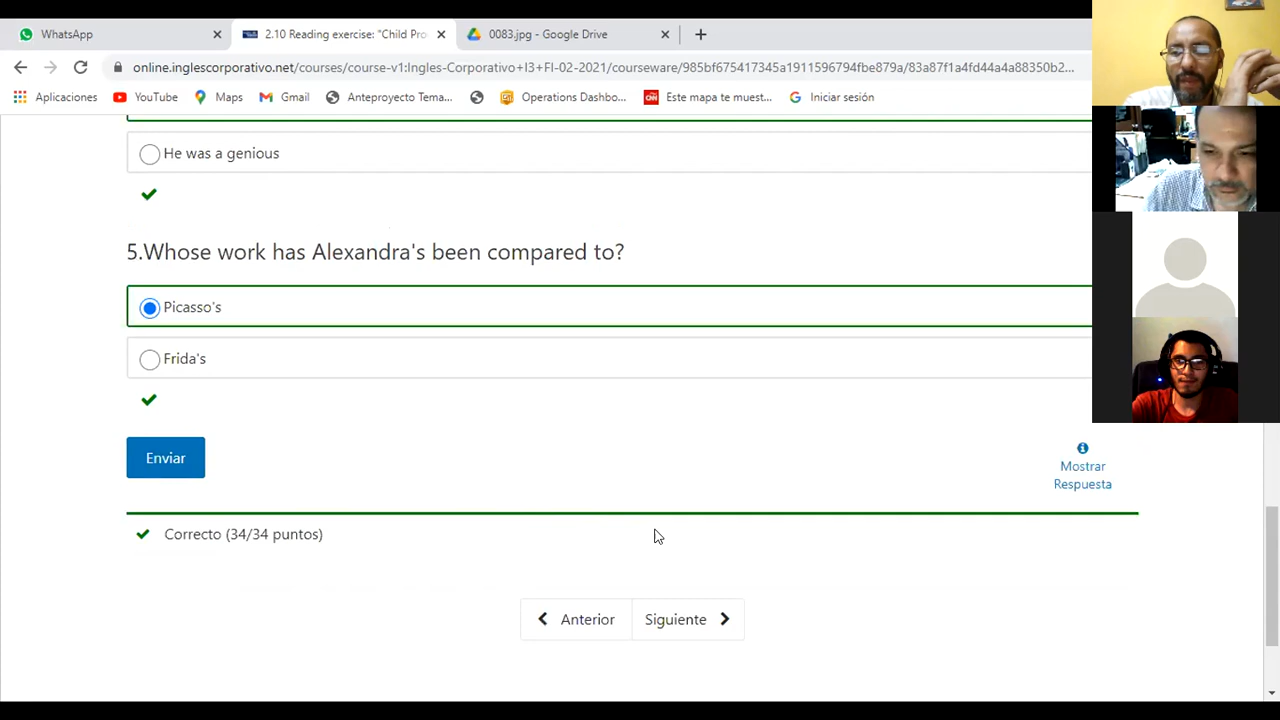 WhatsApp
2.10 Reading exercise: "Child Pro
0083.jpg - Google Drive
online.inglescorporativo.net/courses/course-v1:Ingles-Corporativo+I3+FI-02-2021/courseware/985bf675417345a1911596794fbe879a/83a87f1a4fd44a4a88350b2...
Aplicaciones
YouTube
Maps
Gmail
Anteproyecto Tema...
Operations Dashbo...
Este mapa te muest...
Iniciar sesión
He was a genious
5.Whose work has Alexandra's been compared to?
Picasso's
Frida's
Enviar
Mostrar
Respuesta
Correcto (34/34 puntos)
Anterior
Siguiente